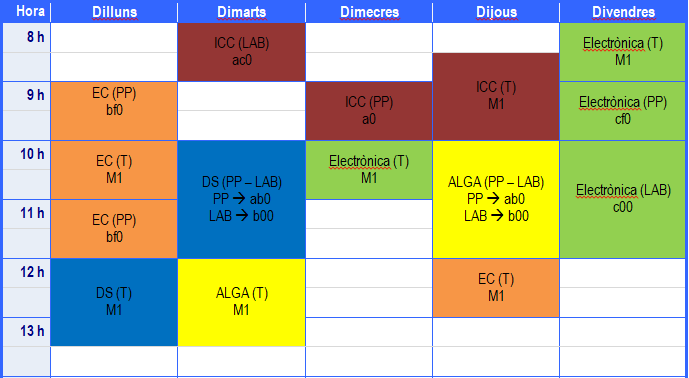 Hora Dilluns Dimarts Dimecres Dijous Divendres
8 h
ICC (LAB)
ac0
Electrònica (T)
M1
9 h
EC (PP)
bf0
ICC (PP)
a0
ICC (T)
M1
Electrònica (PP)
cf0
10 h
EC (T)
M1
DS (PP – LAB)
PP → ab0
LAB → b00
Electrònica (T)
M1
ALGA (PP – LAB)
PP → ab0
LAB → b00
Electrònica (LAB)
c00
11 h
EC (PP)
bf0
12 h
DS (T)
M1
ALGA (T)
M1
EC (T)
M1
13 h